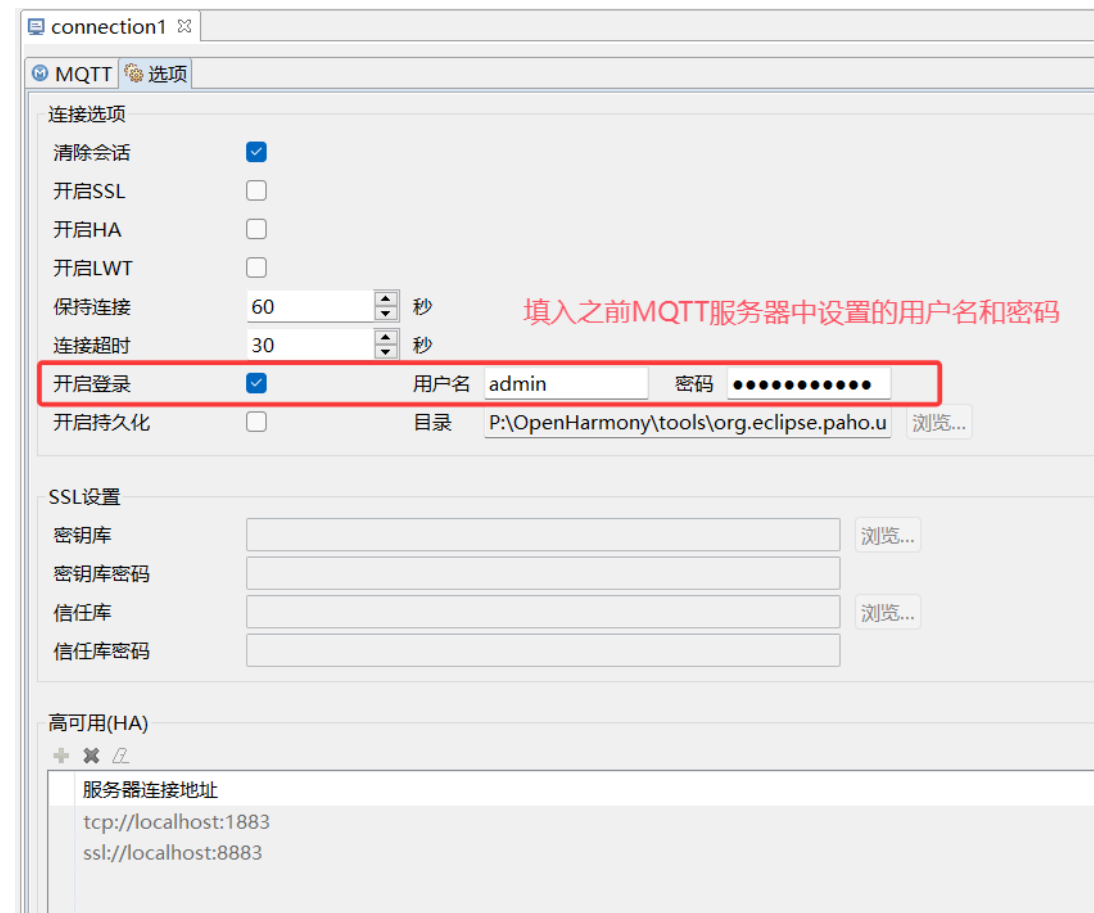 connection1
MQTT 选项
连接选项
清除会话
开启SSL
开启HA
开启LWT
保持连接 60 秒
填入之前MQTT服务器中设置的用户名和密码
连接超时 30 秒
开启登录 用户名 admin 密码 ●●●●●●●●●●●
开启持久化 目录 P:\OpenHarmony\tools\org.eclipse.paho.u 浏览...
SSL设置
密钥库 浏览...
密钥库密码
信任库 浏览...
信任库密码
高可用(HA)
服务器连接地址
tcp://localhost:1883
ssl://localhost:8883